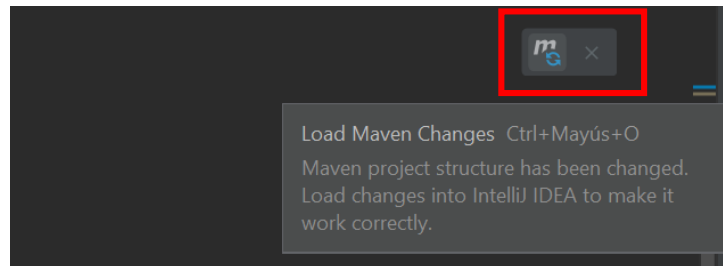 m
Load Maven Changes Ctrl+Mayús+O
Maven project structure has been changed.
Load changes into IntelliJ IDEA to make it
work correctly.